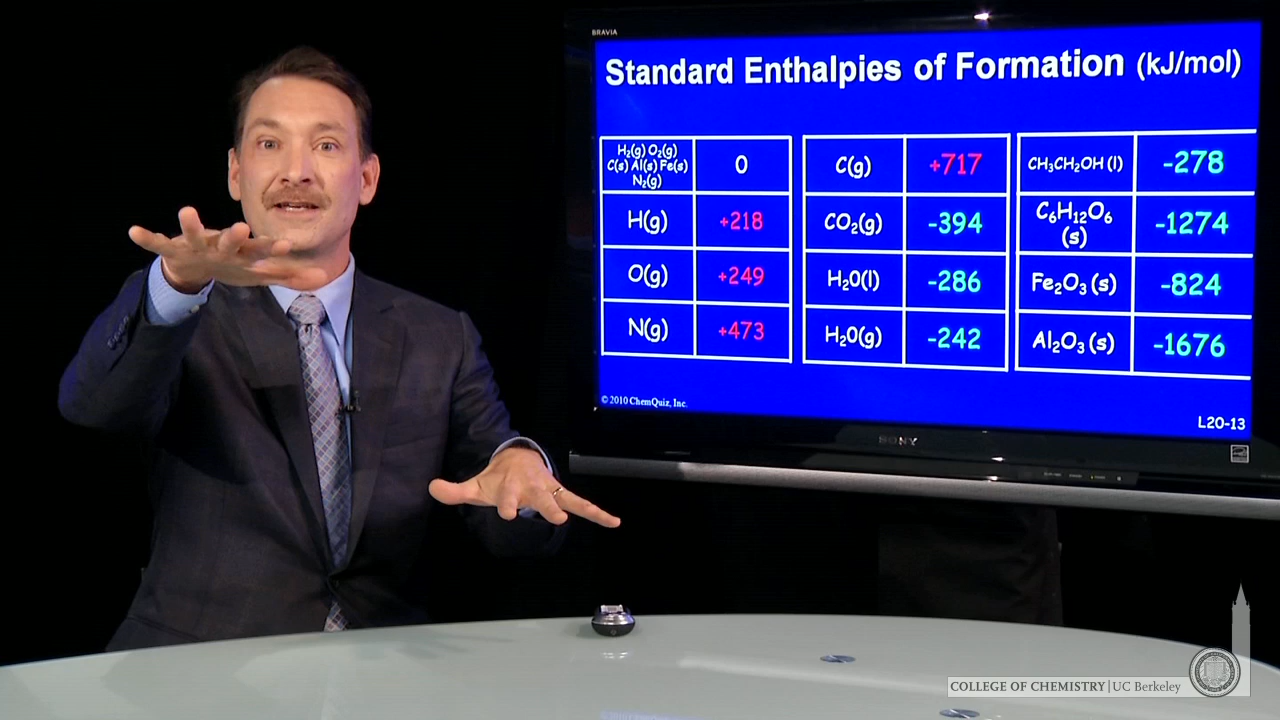 BRAVIA
Standard Enthalpies of Formation (kJ/mol)
H₂(g) O₂(g)
C(s) Al(s) Fe(s)
N₂(g)
0
C(g)
+717
CH₃CH₂OH (l)
-278
H(g)
+218
CO₂(g)
-394
C₆H₁₂O₆
(s)
-1274
O(g)
+249
H₂0(l)
-286
Fe₂O₃ (s)
-824
N(g)
+473
H₂0(g)
-242
Al₂O₃ (s)
-1676
© 2010 ChemQuiz, Inc.
L20-13
SONY
COLLEGE OF CHEMISTRY | UC Berkeley